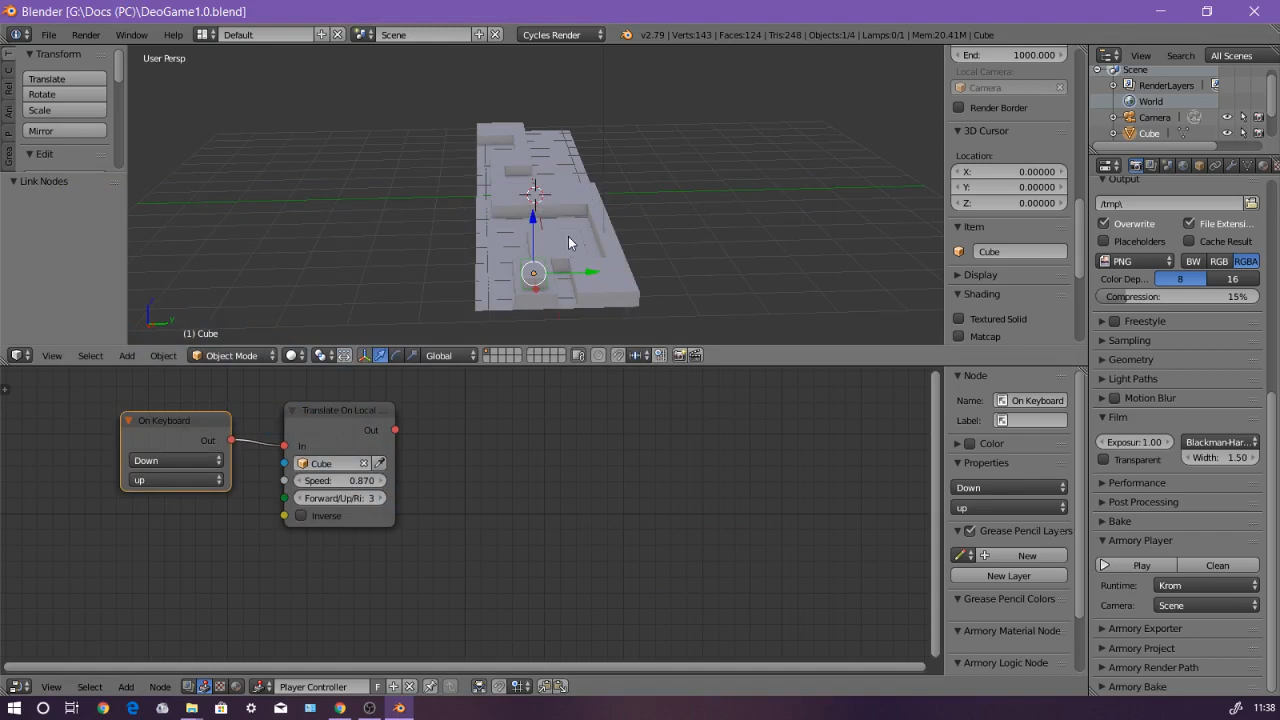 Blender [G:\Docs (PC)\DeoGame1.0.blend]
File Render Window Help Default Scene Cycles Render v2.79 | Verts:143 | Faces:124 | Tris:248 | Objects:1/4 | Lamps:0/1 | Mem:20.41M | Cube
Transform
Translate
Rotate
Scale
Mirror
Edit
Link Nodes
T
C
Rel
Ani
P
Grea
User Persp
(1) Cube
z
y
End: 1000.000
Local Camera:
Camera
Render Border
3D Cursor
Location:
X: 0.00000
Y: 0.00000
Z: 0.00000
Item
Cube
Display
Shading
Textured Solid
Matcap
View Search All Scenes
Scene
RenderLayers
World
Camera
Cube
Output
/tmp\
Overwrite File Extensi...
Placeholders Cache Result
PNG BW RGB RGBA
Color Dep... 8 16
Compression: 15%
Freestyle
Sampling
Geometry
Light Paths
Motion Blur
Film
Exposur: 1.00 Blackman-Har...
Transparent Width: 1.50
Performance
Post Processing
Bake
Armory Player
Play Clean
Runtime: Krom
Camera: Scene
Armory Exporter
Armory Project
Armory Render Path
Armory Bake
View Select Add Object Object Mode Global
On Keyboard
Out
Down
up
Translate On Local ...
Out
In
Cube
Speed: 0.870
Forward/Up/Ri: 3
Inverse
Node
Name: On Keyboard
Label:
Color
Properties
Down
up
Grease Pencil Layers
New
New Layer
Grease Pencil Colors
Armory Material Node
Armory Logic Node
View Select Add Node Player Controller F
11:38